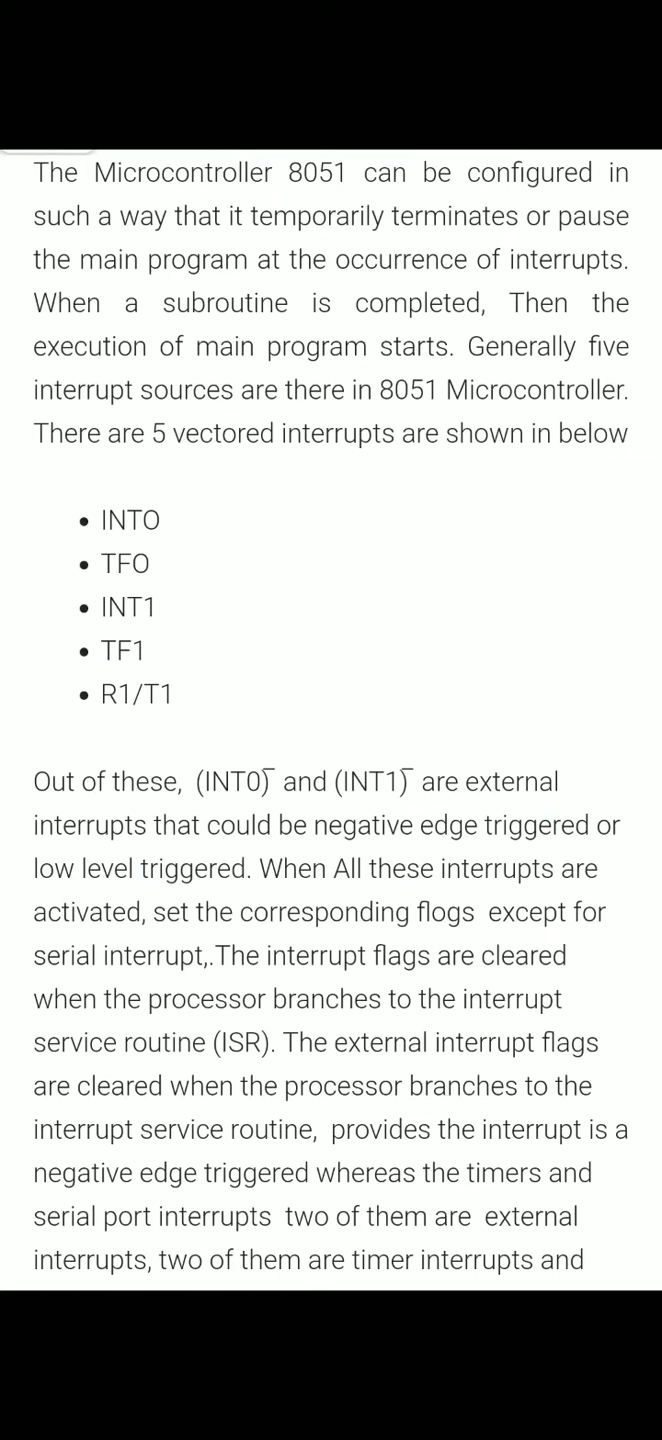 The Microcontroller 8051 can be configured in
such a way that it temporarily terminates or pause
the main program at the occurrence of interrupts.
When a subroutine is completed, Then the
execution of main program starts. Generally five
interrupt sources are there in 8051 Microcontroller.
There are 5 vectored interrupts are shown in below
• INTO
• TFO
• INT1
• TF1
• R1/T1
Out of these, (INT0)¯ and (INT1)¯ are external
interrupts that could be negative edge triggered or
low level triggered. When All these interrupts are
activated, set the corresponding flogs except for
serial interrupt,.The interrupt flags are cleared
when the processor branches to the interrupt
service routine (ISR). The external interrupt flags
are cleared when the processor branches to the
interrupt service routine, provides the interrupt is a
negative edge triggered whereas the timers and
serial port interrupts two of them are external
interrupts, two of them are timer interrupts and